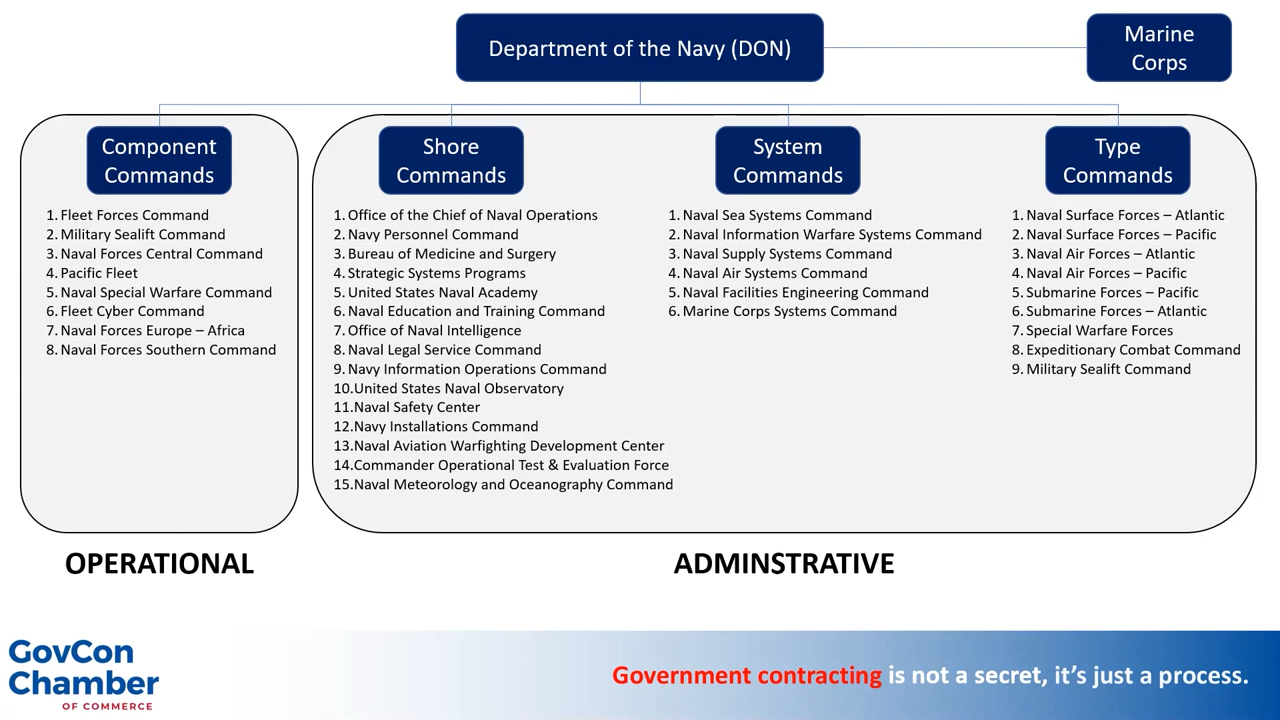 Department of the Navy (DON)
Marine
Corps
Component
Commands
1. Fleet Forces Command
2. Military Sealift Command
3. Naval Forces Central Command
4. Pacific Fleet
5. Naval Special Warfare Command
6. Fleet Cyber Command
7. Naval Forces Europe – Africa
8. Naval Forces Southern Command
Shore
Commands
1. Office of the Chief of Naval Operations
2. Navy Personnel Command
3. Bureau of Medicine and Surgery
4. Strategic Systems Programs
5. United States Naval Academy
6. Naval Education and Training Command
7. Office of Naval Intelligence
8. Naval Legal Service Command
9. Navy Information Operations Command
10.United States Naval Observatory
11.Naval Safety Center
12.Navy Installations Command
13.Naval Aviation Warfighting Development Center
14.Commander Operational Test & Evaluation Force
15.Naval Meteorology and Oceanography Command
System
Commands
1. Naval Sea Systems Command
2. Naval Information Warfare Systems Command
3. Naval Supply Systems Command
4. Naval Air Systems Command
5. Naval Facilities Engineering Command
6. Marine Corps Systems Command
Type
Commands
1. Naval Surface Forces – Atlantic
2. Naval Surface Forces – Pacific
3. Naval Air Forces – Atlantic
4. Naval Air Forces – Pacific
5. Submarine Forces – Pacific
6. Submarine Forces – Atlantic
7. Special Warfare Forces
8. Expeditionary Combat Command
9. Military Sealift Command
OPERATIONAL
ADMINSTRATIVE
GovCon
Chamber
OF COMMERCE
Government contracting is not a secret, it's just a process.